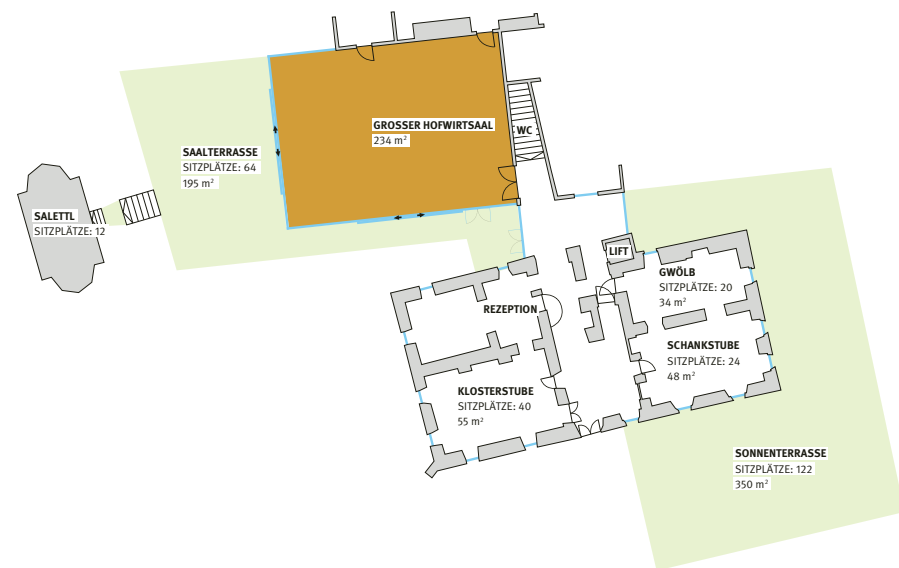 GROSSER HOFWIRTSAAL
234 m²
WC
SAALTERRASSE
SITZPLÄTZE: 64
195 m²
SALETTL
SITZPLÄTZE: 12
LIFT
GWÖLB
SITZPLÄTZE: 20
34 m²
REZEPTION
SCHANKSTUBE
SITZPLÄTZE: 24
48 m²
KLOSTERSTUBE
SITZPLÄTZE: 40
55 m²
SONNENTERRASSE
SITZPLÄTZE: 122
350 m²